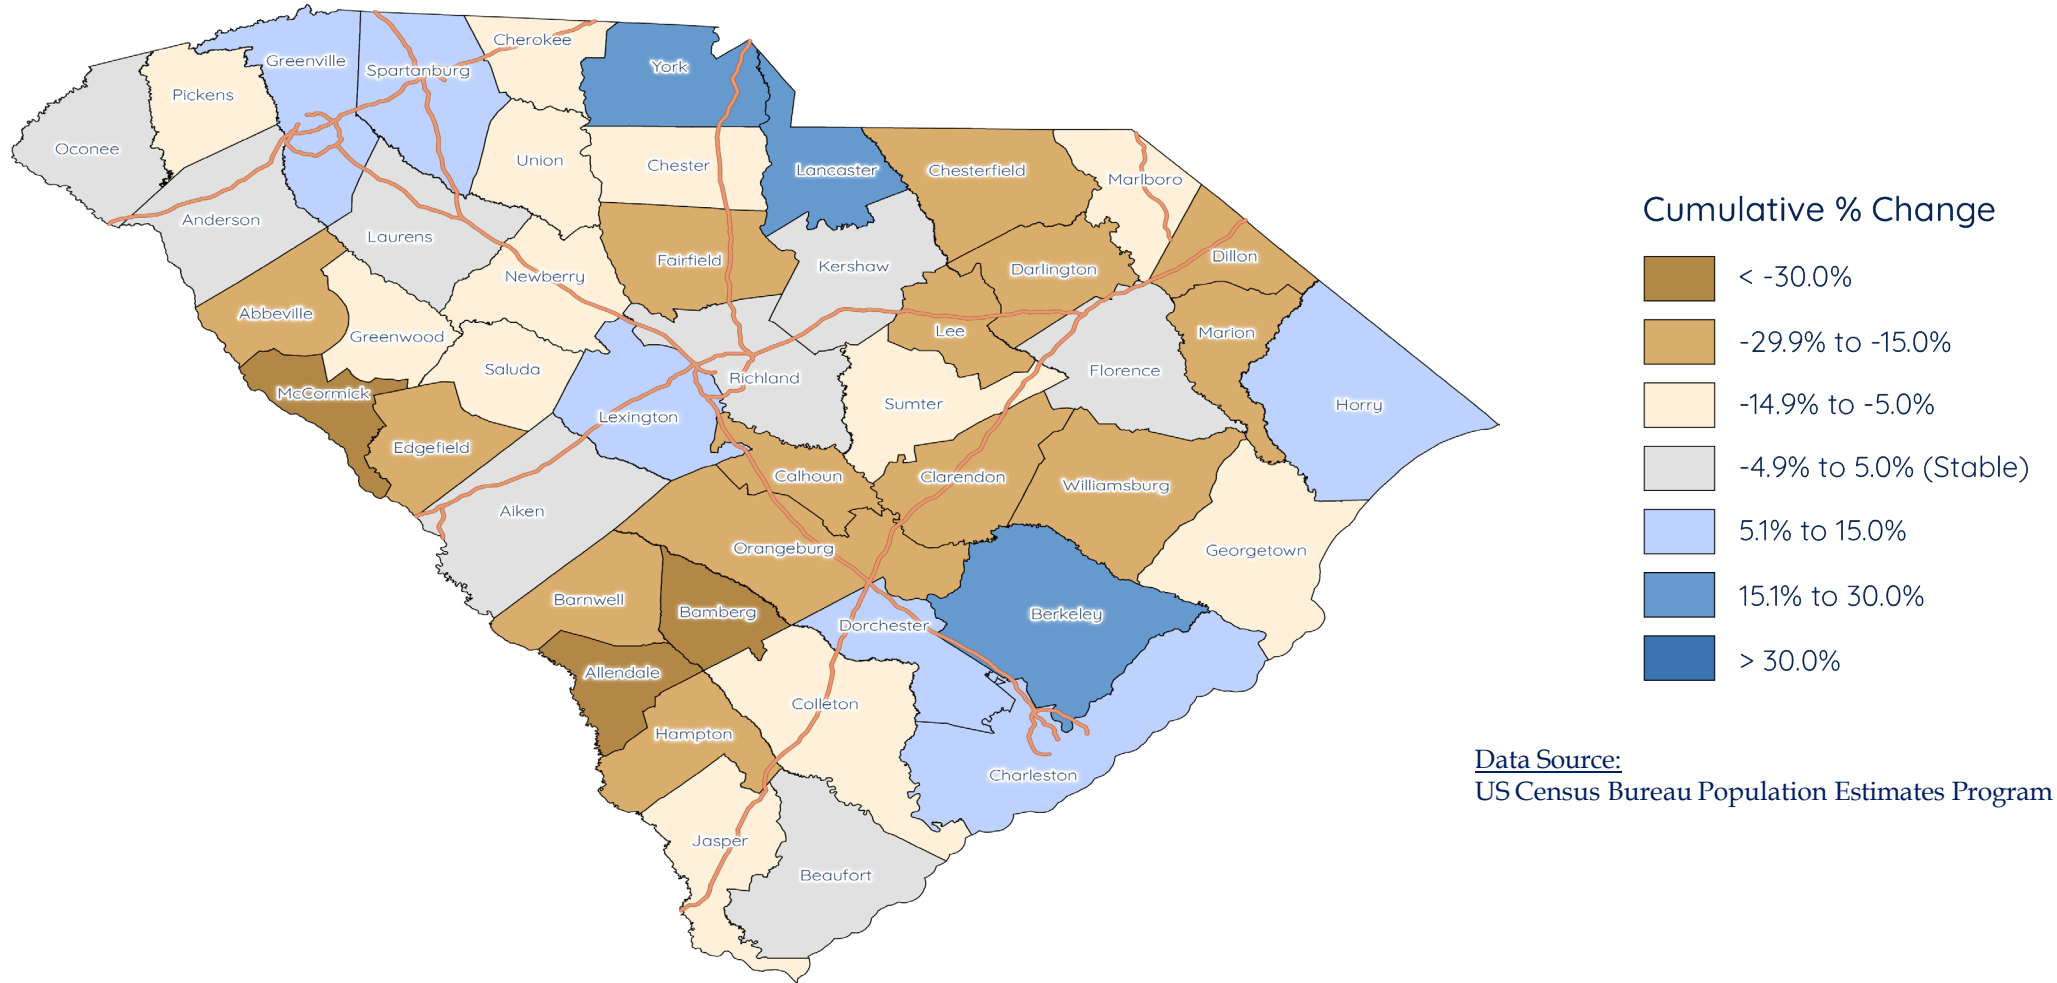 Cherokee
York
Greenville
Spartanburg
Pickens
Oconee
Union
Chester
Lancaster
Chesterfield
Marlboro
Anderson
Laurens
Newberry
Fairfield
Kershaw
Darlington
Dillon
Abbeville
Greenwood
Lee
Marion
McCormick
Saluda
Richland
Florence
Lexington
Sumter
Horry
Edgefield
Aiken
Calhoun
Clarendon
Williamsburg
Orangeburg
Georgetown
Barnwell
Bamberg
Dorchester
Berkeley
Allendale
Colleton
Hampton
Charleston
Jasper
Beaufort
Cumulative % Change
< -30.0%
-29.9% to -15.0%
-14.9% to -5.0%
-4.9% to 5.0% (Stable)
5.1% to 15.0%
15.1% to 30.0%
> 30.0%
Data Source:
US Census Bureau Population Estimates Program